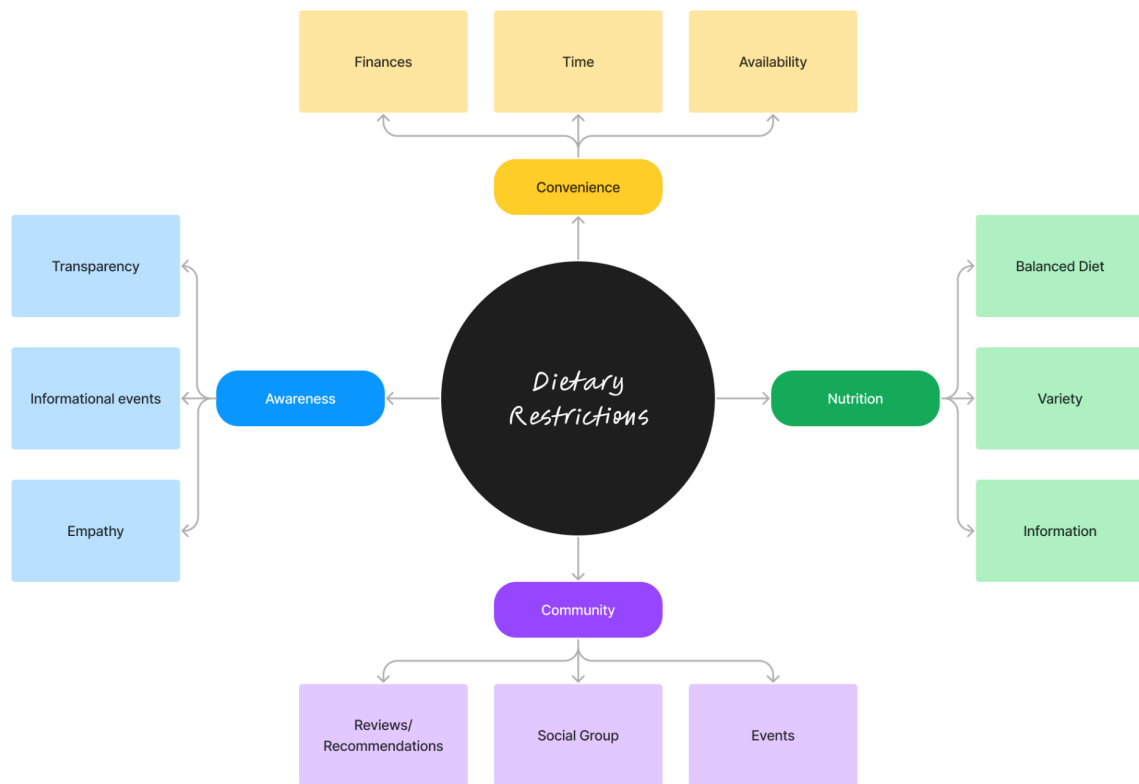 Finances
Time
Availability
Convenience
Transparency
Balanced Diet
Informational events
Awareness
Dietary
Restrictions
Nutrition
Variety
Empathy
Information
Community
Reviews/
Recommendations
Social Group
Events